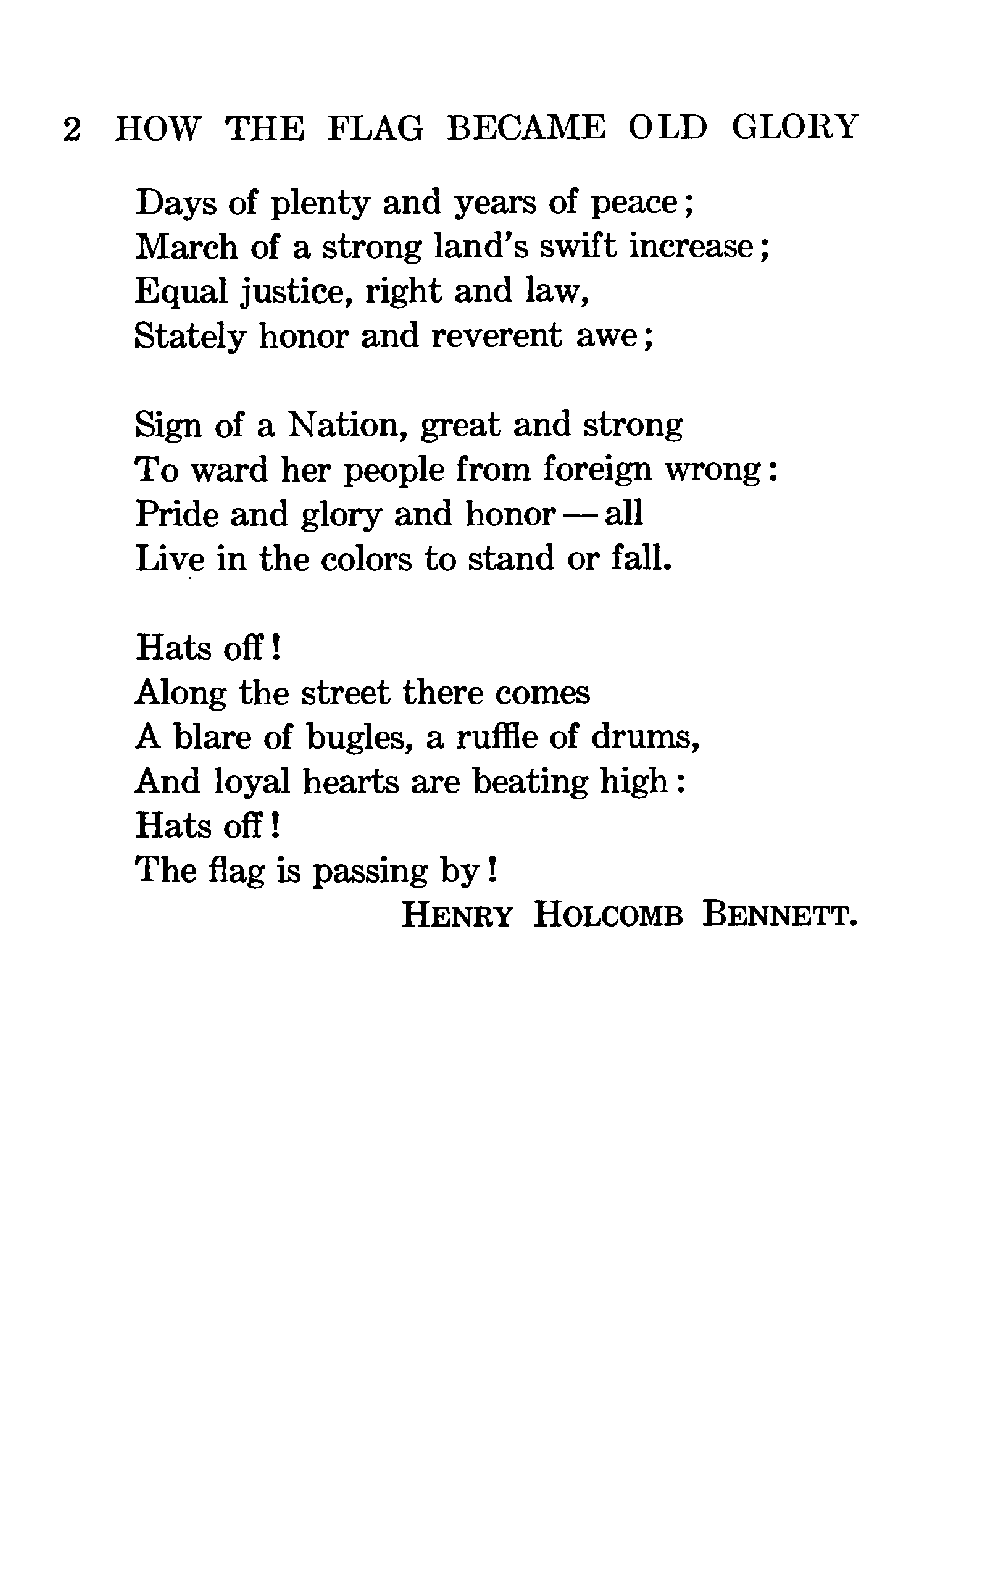 2 HOW THE FLAG BECAME OLD GLORY
Days of plenty and years of peace;
March of a strong land's swift increase;
Equal justice, right and law,
Stately honor and reverent awe;
Sign of a Nation, great and strong
To ward her people from foreign wrong:
Pride and glory and honor — all
Live in the colors to stand or fall.
Hats off!
Along the street there comes
A blare of bugles, a ruffle of drums,
And loyal hearts are beating high:
Hats off!
The flag is passing by!
HENRY HOLCOMB BENNETT.